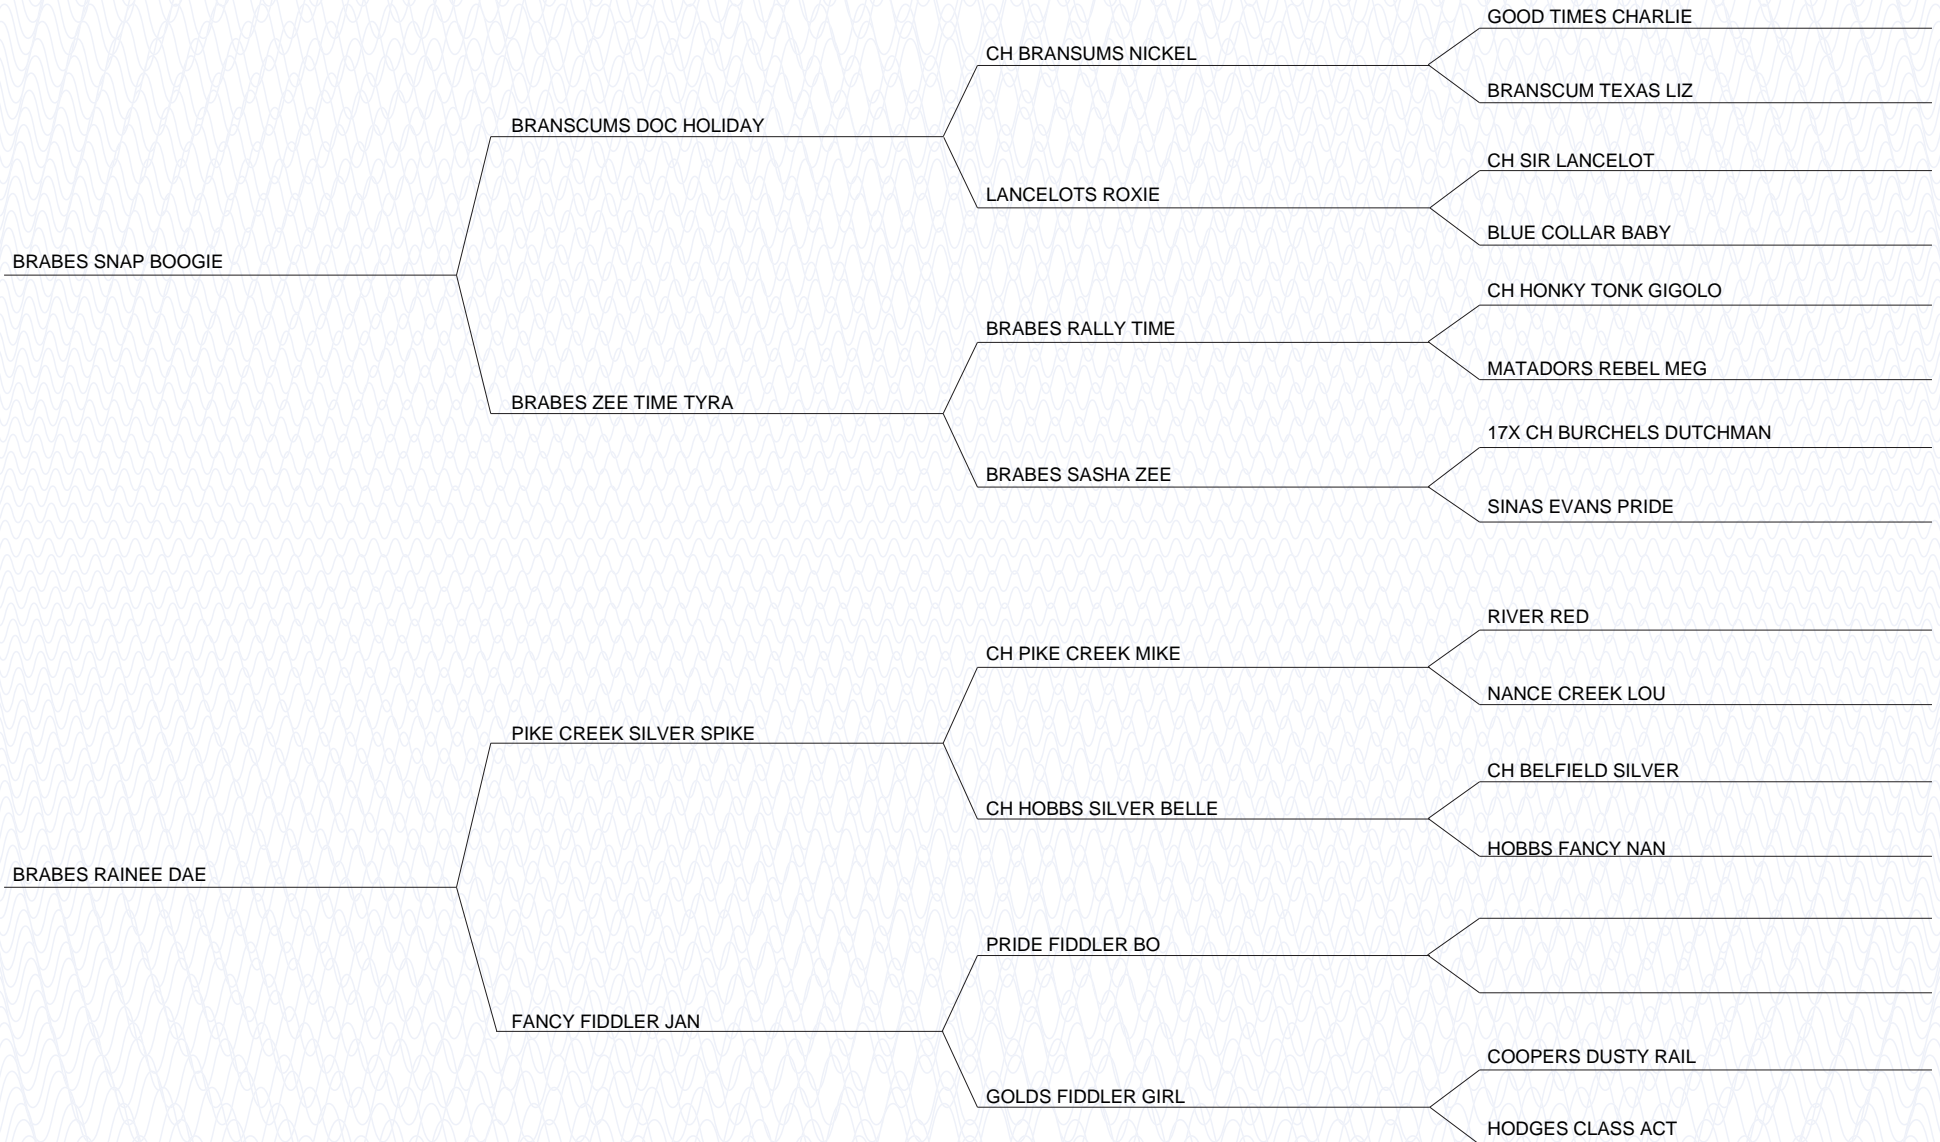 GOOD TIMES CHARLIE
CH BRANSUMS NICKEL
BRANSCUM TEXAS LIZ
BRANSCUMS DOC HOLIDAY
CH SIR LANCELOT
LANCELOTS ROXIE
BLUE COLLAR BABY
BRABES SNAP BOOGIE
CH HONKY TONK GIGOLO
BRABES RALLY TIME
MATADORS REBEL MEG
BRABES ZEE TIME TYRA
17X CH BURCHELS DUTCHMAN
BRABES SASHA ZEE
SINAS EVANS PRIDE
RIVER RED
CH PIKE CREEK MIKE
NANCE CREEK LOU
PIKE CREEK SILVER SPIKE
CH BELFIELD SILVER
CH HOBBS SILVER BELLE
HOBBS FANCY NAN
BRABES RAINEE DAE
PRIDE FIDDLER BO
FANCY FIDDLER JAN
COOPERS DUSTY RAIL
GOLDS FIDDLER GIRL
HODGES CLASS ACT